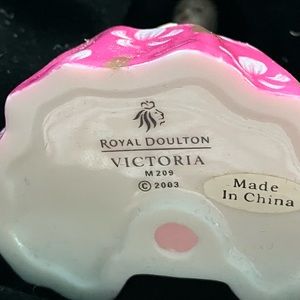 ROYAL DOULTON
VICTORIA
M 209
© 2003
Made
In China